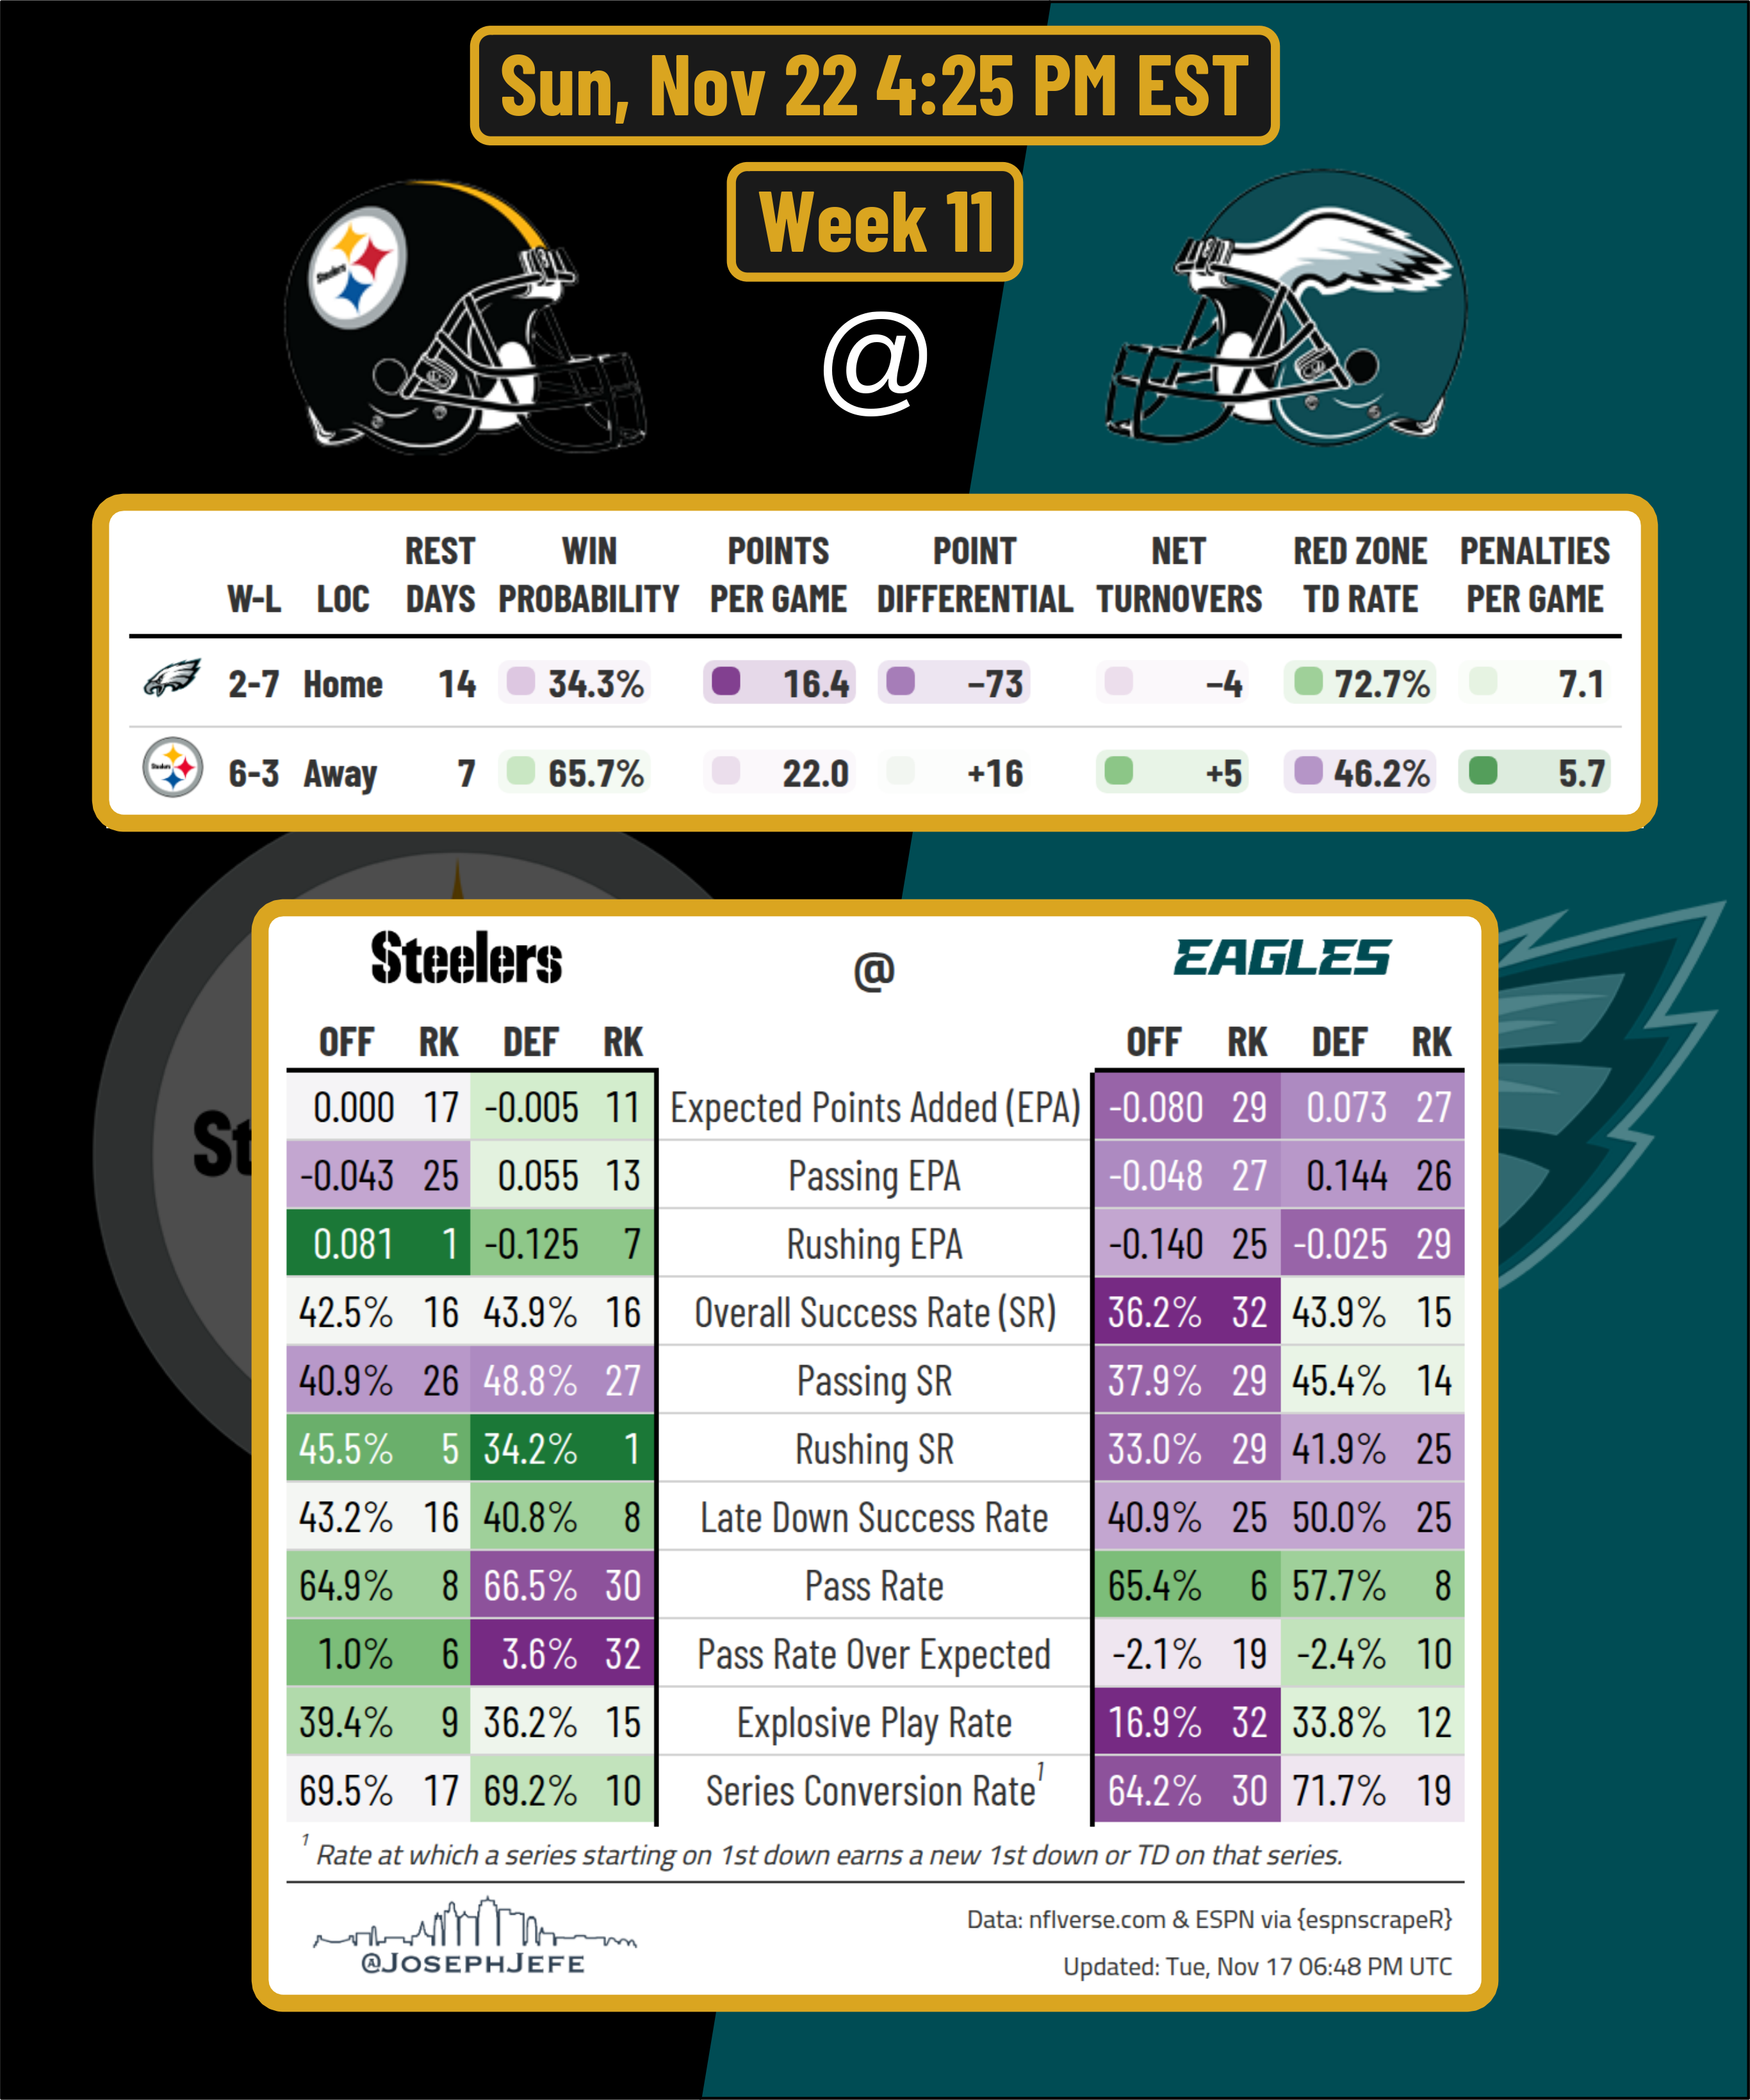 Sun, Nov 22 4:25 PM EST
Week 11
Steelers
@
REST WIN POINTS POINT NET RED ZONE PENALTIES
W-L LOC DAYS PROBABILITY PER GAME DIFFERENTIAL TURNOVERS TD RATE PER GAME
2-7 Home 14 34.3% 16.4 −73 −4 72.7% 7.1
Steelers 6-3 Away 7 65.7% 22.0 +16 +5 46.2% 5.7
Steelers @ EAGLES
OFF RK DEF RK OFF RK DEF RK
0.000 17 -0.005 11 Expected Points Added (EPA) -0.080 29 0.073 27
St
-0.043 25 0.055 13 Passing EPA -0.048 27 0.144 26
0.081 1 -0.125 7 Rushing EPA -0.140 25 -0.025 29
42.5% 16 43.9% 16 Overall Success Rate (SR) 36.2% 32 43.9% 15
40.9% 26 48.8% 27 Passing SR 37.9% 29 45.4% 14
45.5% 5 34.2% 1 Rushing SR 33.0% 29 41.9% 25
43.2% 16 40.8% 8 Late Down Success Rate 40.9% 25 50.0% 25
64.9% 8 66.5% 30 Pass Rate 65.4% 6 57.7% 8
1.0% 6 3.6% 32 Pass Rate Over Expected -2.1% 19 -2.4% 10
39.4% 9 36.2% 15 Explosive Play Rate 16.9% 32 33.8% 12
69.5% 17 69.2% 10 Series Conversion Rate¹ 64.2% 30 71.7% 19
¹ Rate at which a series starting on 1st down earns a new 1st down or TD on that series.
@JOSEPHJEFE
Data: nflverse.com & ESPN via {espnscrapeR}
Updated: Tue, Nov 17 06:48 PM UTC